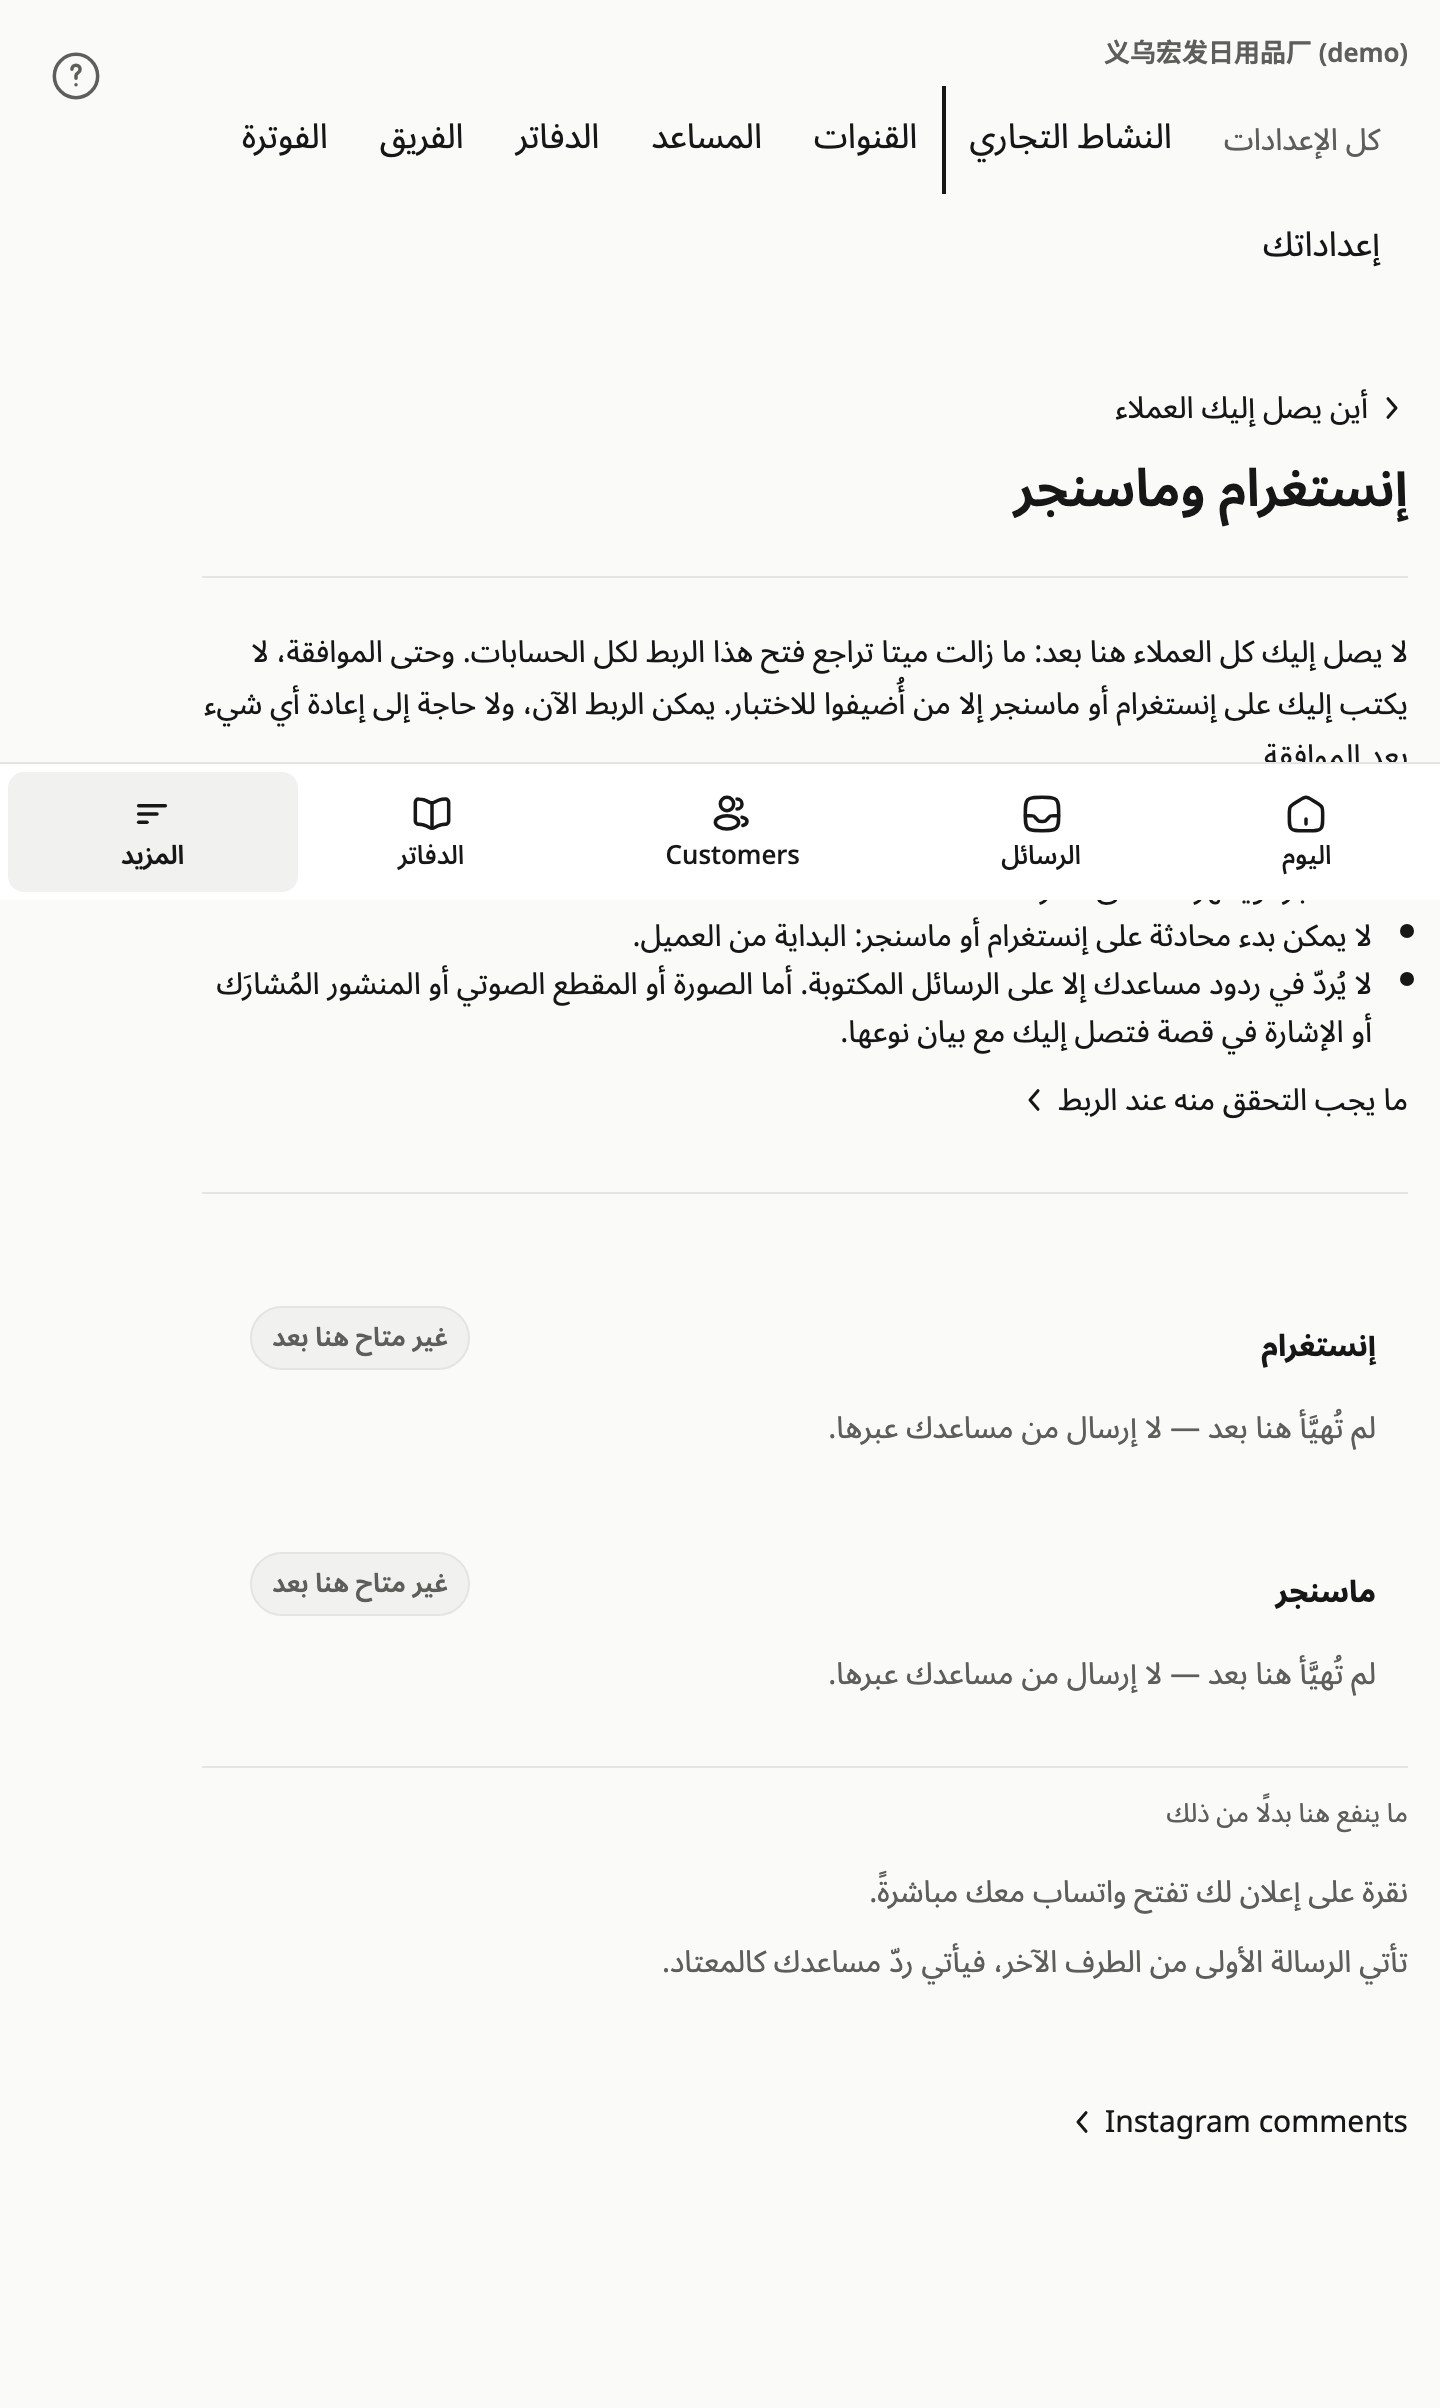 义乌宏发日用品厂 (demo)
كل الإعدادات
النشاط التجاري
القنوات
المساعد
الدفاتر
الفريق
الفوترة
إعداداتك
أين يصل إليك العملاء
إنستغرام وماسنجر
لا يصل إليك كل العملاء هنا بعد: ما زالت ميتا تراجع فتح هذا الربط لكل الحسابات. وحتى الموافقة، لا
يكتب إليك على إنستغرام أو ماسنجر إلا من أُضيفوا للاختبار. يمكن الربط الآن، ولا حاجة إلى إعادة أي شيء
بعد الموافقة
اليوم
الرسائل
Customers
الدفاتر
المزيد
لا يمكن بدء محادثة على إنستغرام أو ماسنجر: البداية من العميل.
لا يُردّ في ردود مساعدك إلا على الرسائل المكتوبة. أما الصورة أو المقطع الصوتي أو المنشور المُشارَك
أو الإشارة في قصة فتصل إليك مع بيان نوعها.
ما يجب التحقق منه عند الربط
إنستغرام
غير متاح هنا بعد
لم تُهيَّأ هنا بعد — لا إرسال من مساعدك عبرها.
ماسنجر
غير متاح هنا بعد
لم تُهيَّأ هنا بعد — لا إرسال من مساعدك عبرها.
ما ينفع هنا بدلًا من ذلك
نقرة على إعلان لك تفتح واتساب معك مباشرةً.
تأتي الرسالة الأولى من الطرف الآخر، فيأتي ردّ مساعدك كالمعتاد.
Instagram comments